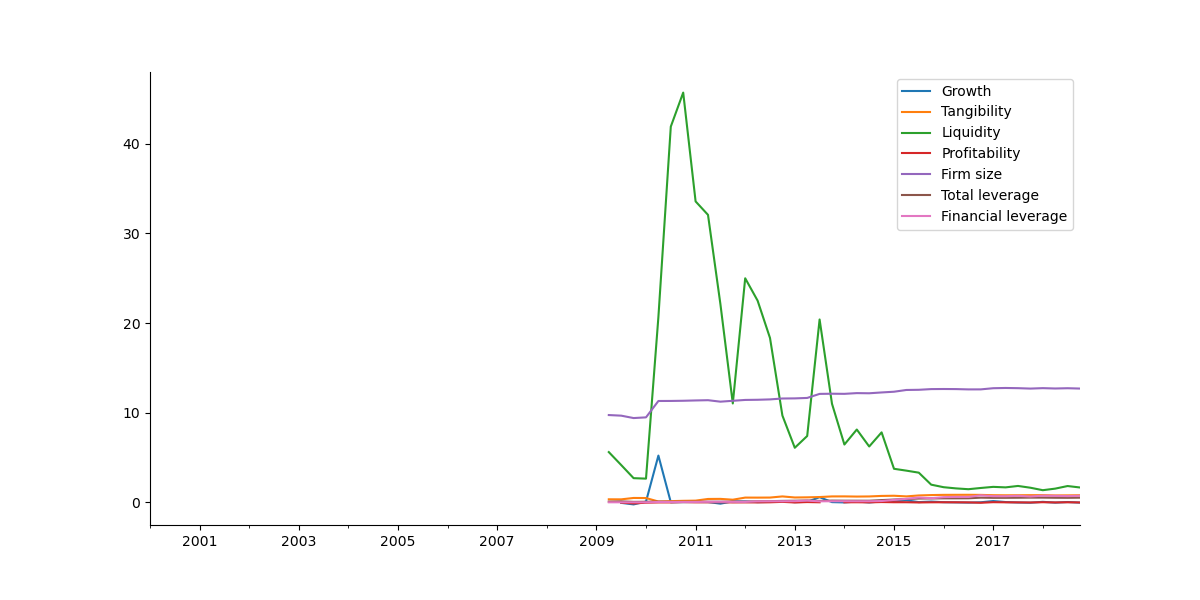 Growth
Tangibility
Liquidity
Profitability
Firm size
Total leverage
Financial leverage
40
30
20
10
0
2001 2003 2005 2007 2009 2011 2013 2015 2017